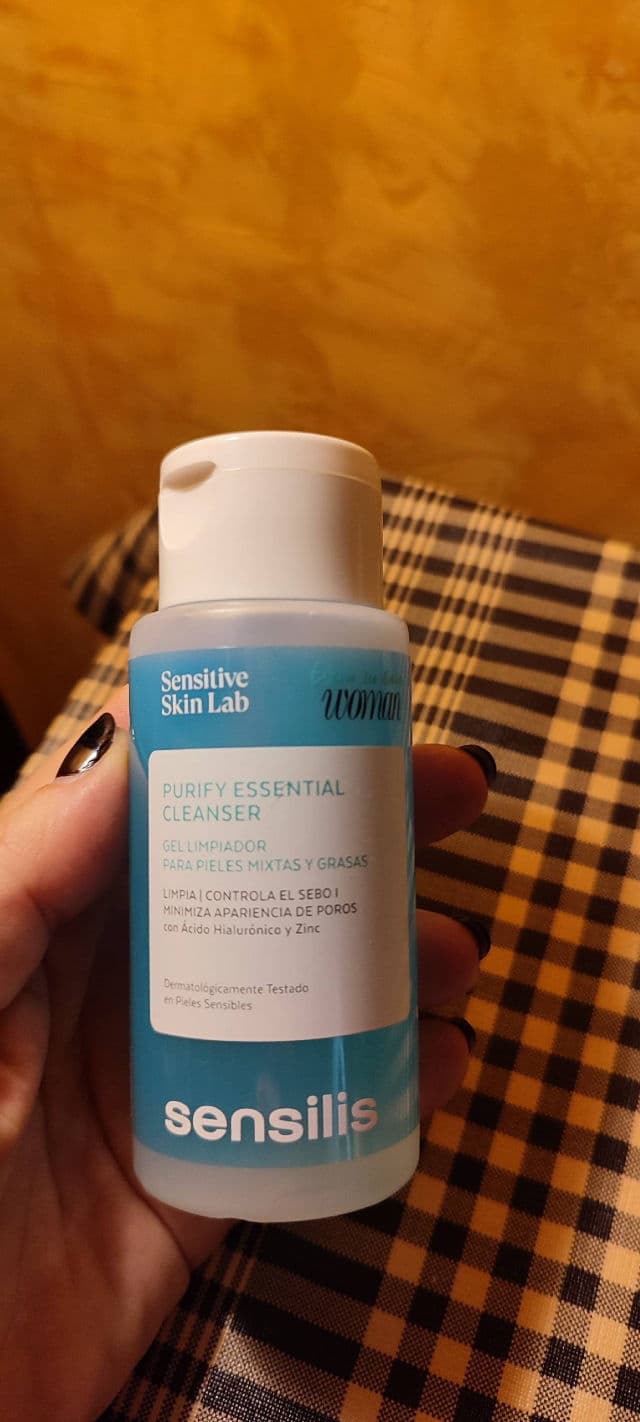 Sensitive
Skin Lab
woman
PURIFY ESSENTIAL
CLEANSER
GEL LIMPIADOR
PARA PIELES MIXTAS Y GRASAS
LIMPIA | CONTROLA EL SEBO |
MINIMIZA APARIENCIA DE POROS
con Ácido Hialurónico y Zinc
Dermatológicamente Testado
en Pieles Sensibles
sensilis